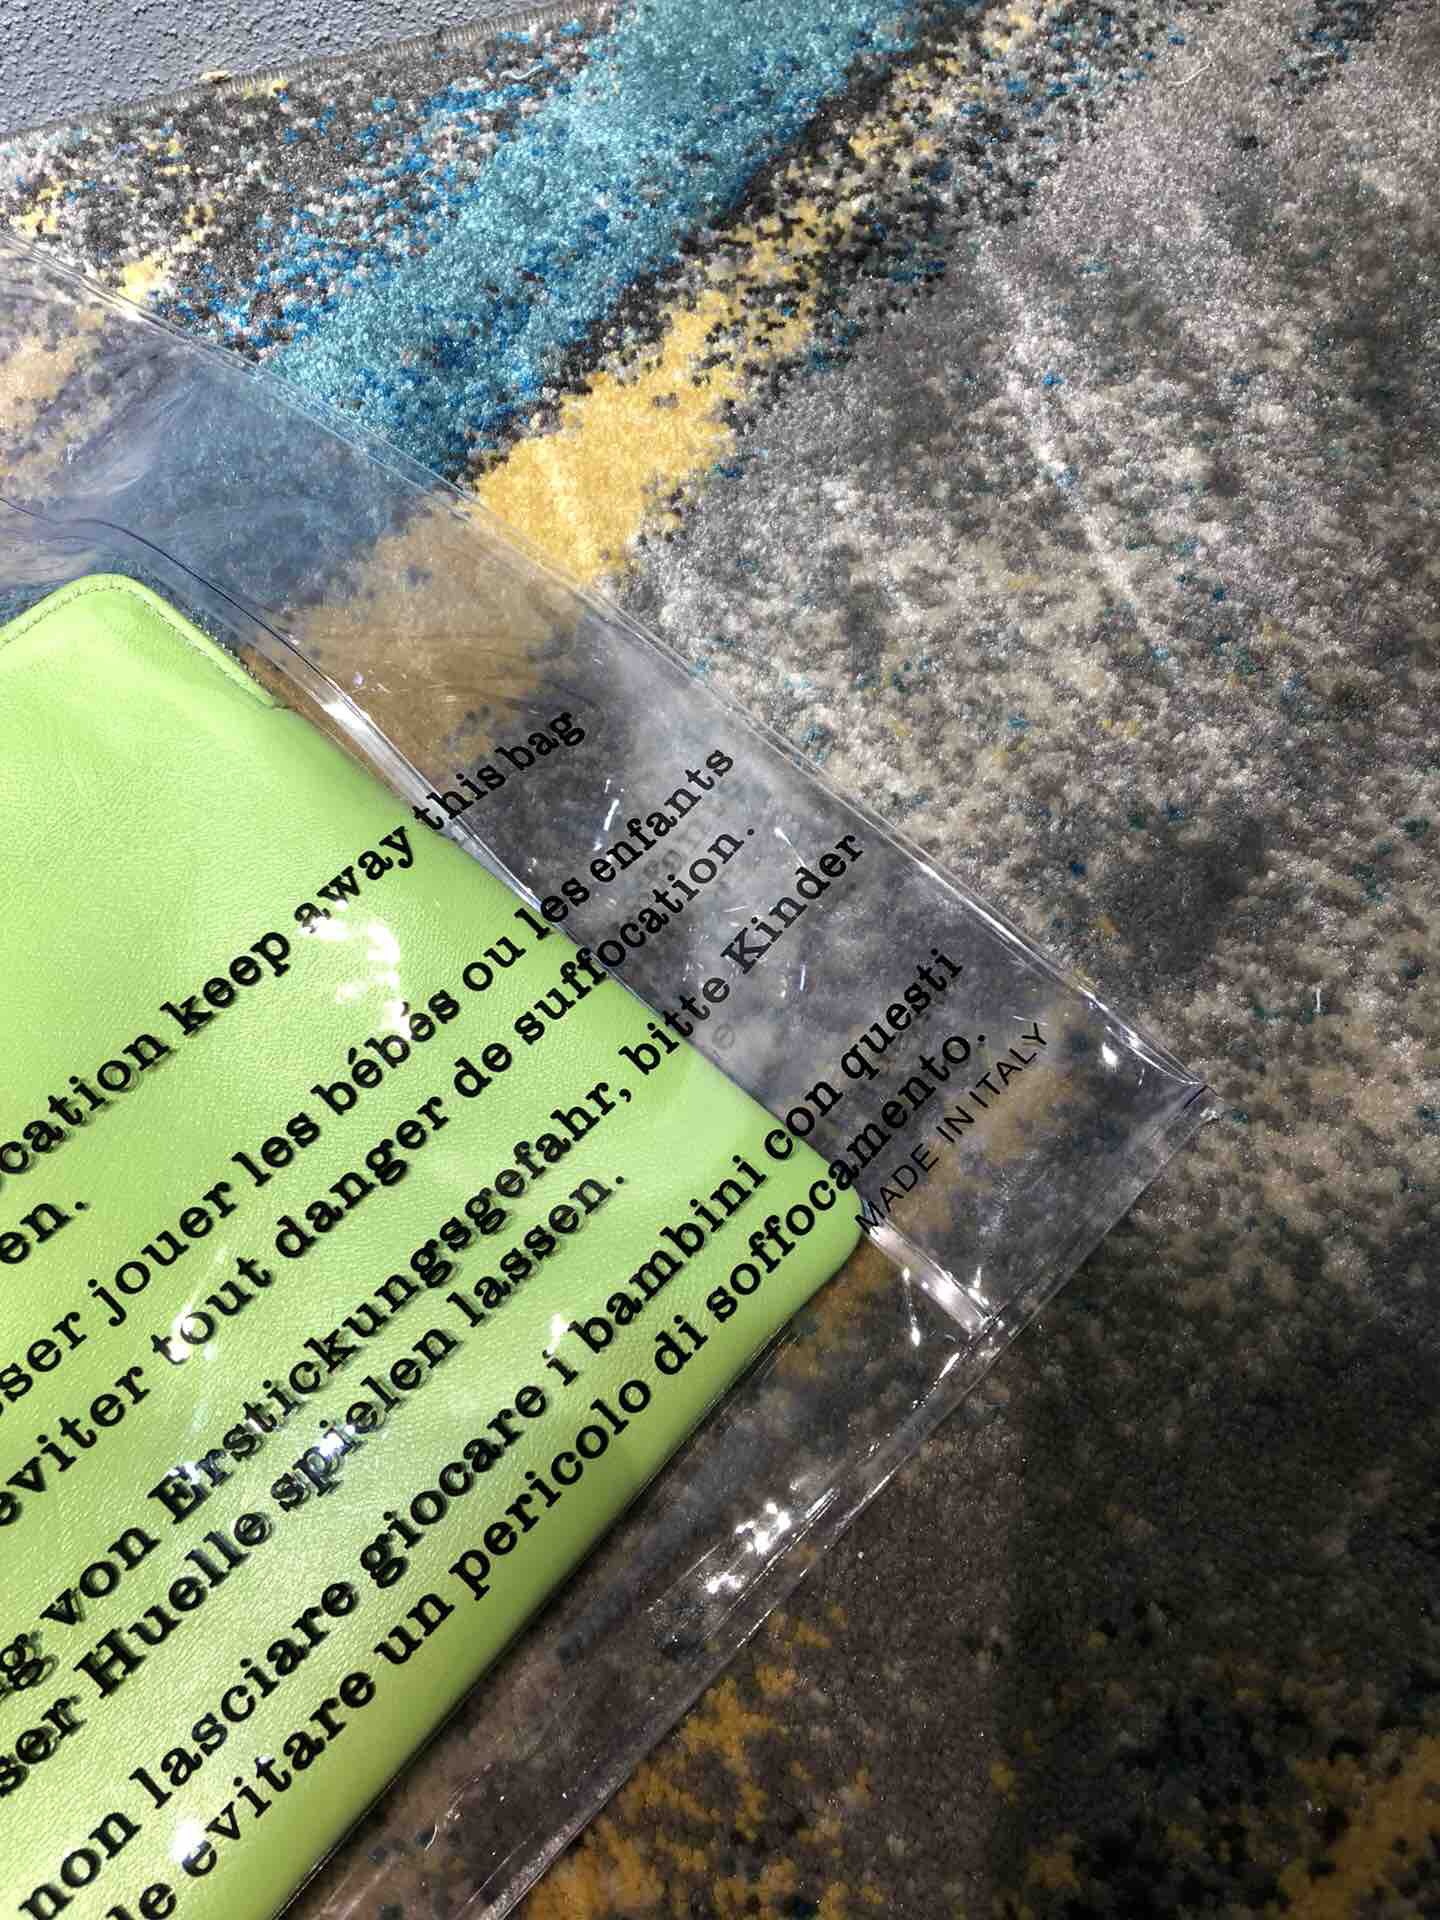 cation keep away this bag
en.
sser jouer les bébés ou les enfants
eviter tout danger de suffocation.
g von Erstickungsgefahr, bitte Kinder
ser Huelle spielen lassen.
non lasciare giocare i bambini con questi
le evitare un pericolo di soffocamento.
MADE IN ITALY